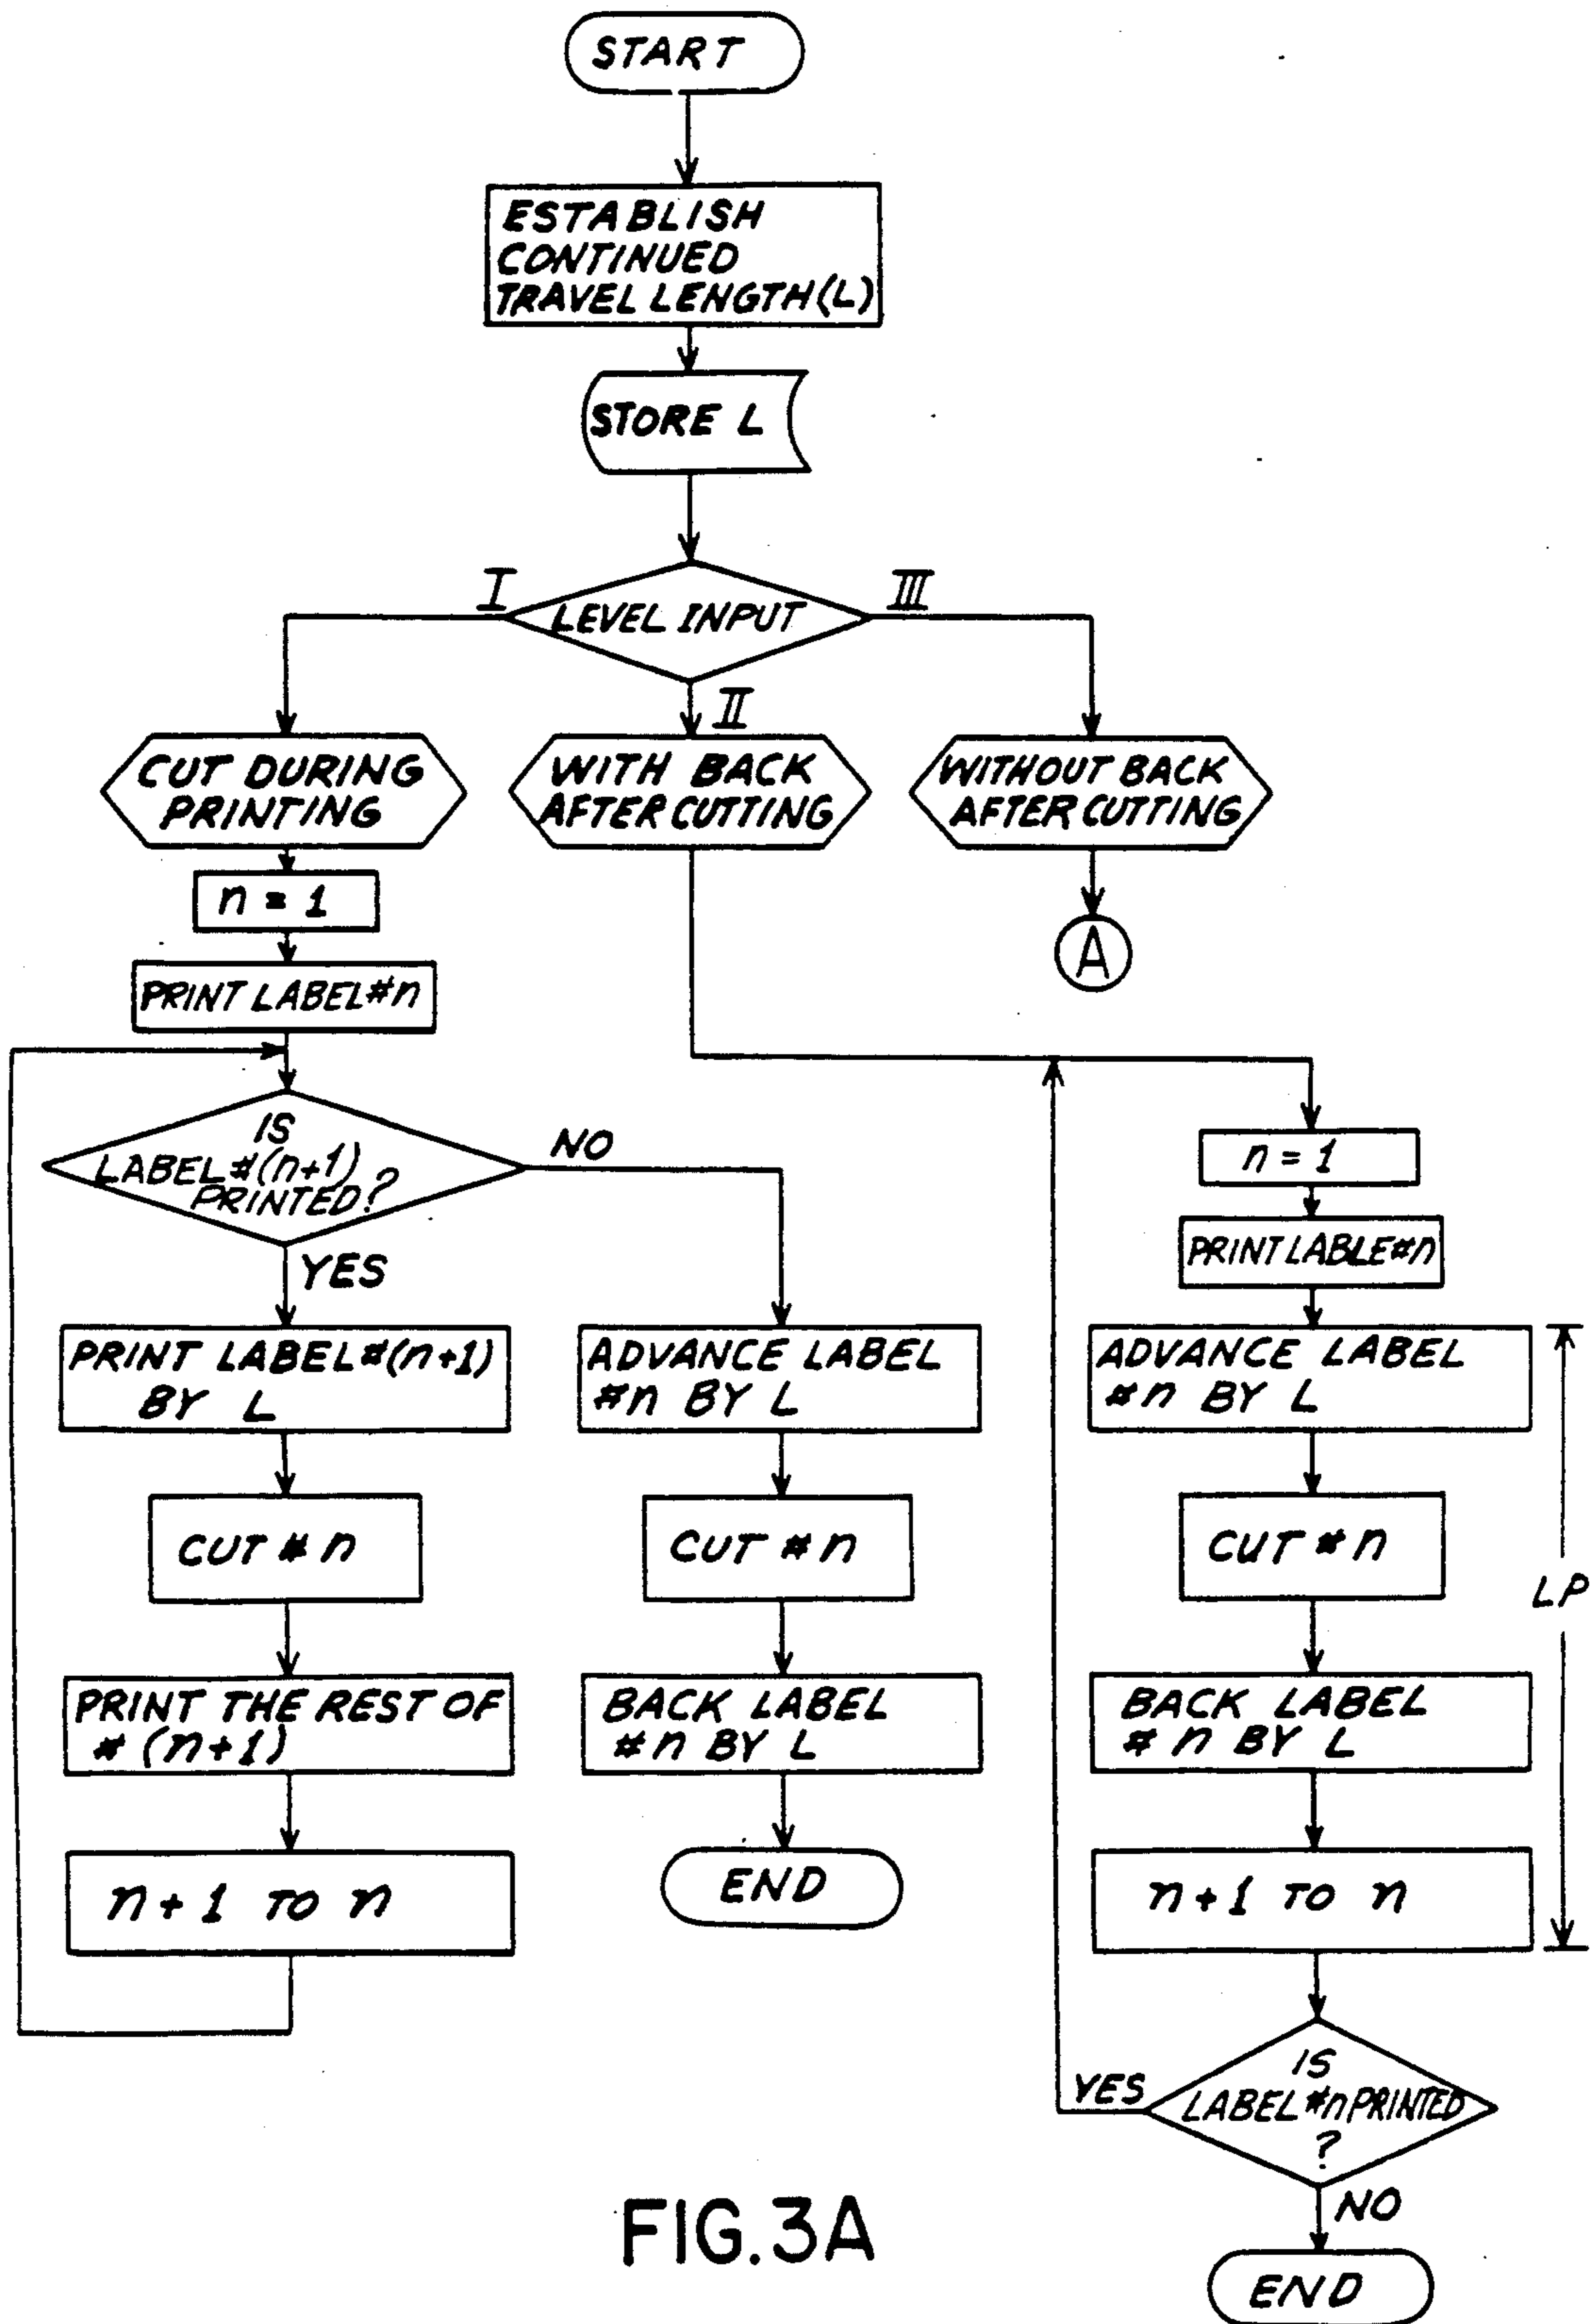 START
ESTABLISH
CONTINUED
TRAVEL LENGTH(L)
STORE L
LEVEL INPUT
I
II
III
CUT DURING
PRINTING
WITH BACK
AFTER CUTTING
WITHOUT BACK
AFTER CUTTING
A
n = 1
PRINT LABEL#n
IS
LABEL#(n+1)
PRINTED?
NO
YES
PRINT LABEL#(n+1)
BY L
CUT #n
PRINT THE REST OF
#(n+1)
n+1 TO n
ADVANCE LABEL
#n BY L
CUT #n
BACK LABEL
#n BY L
END
n = 1
PRINT LABLE#n
ADVANCE LABEL
#n BY L
CUT #n
BACK LABEL
#n BY L
n+1 TO n
LP
IS
LABEL #n PRINTED
?
YES
NO
END
FIG.3A